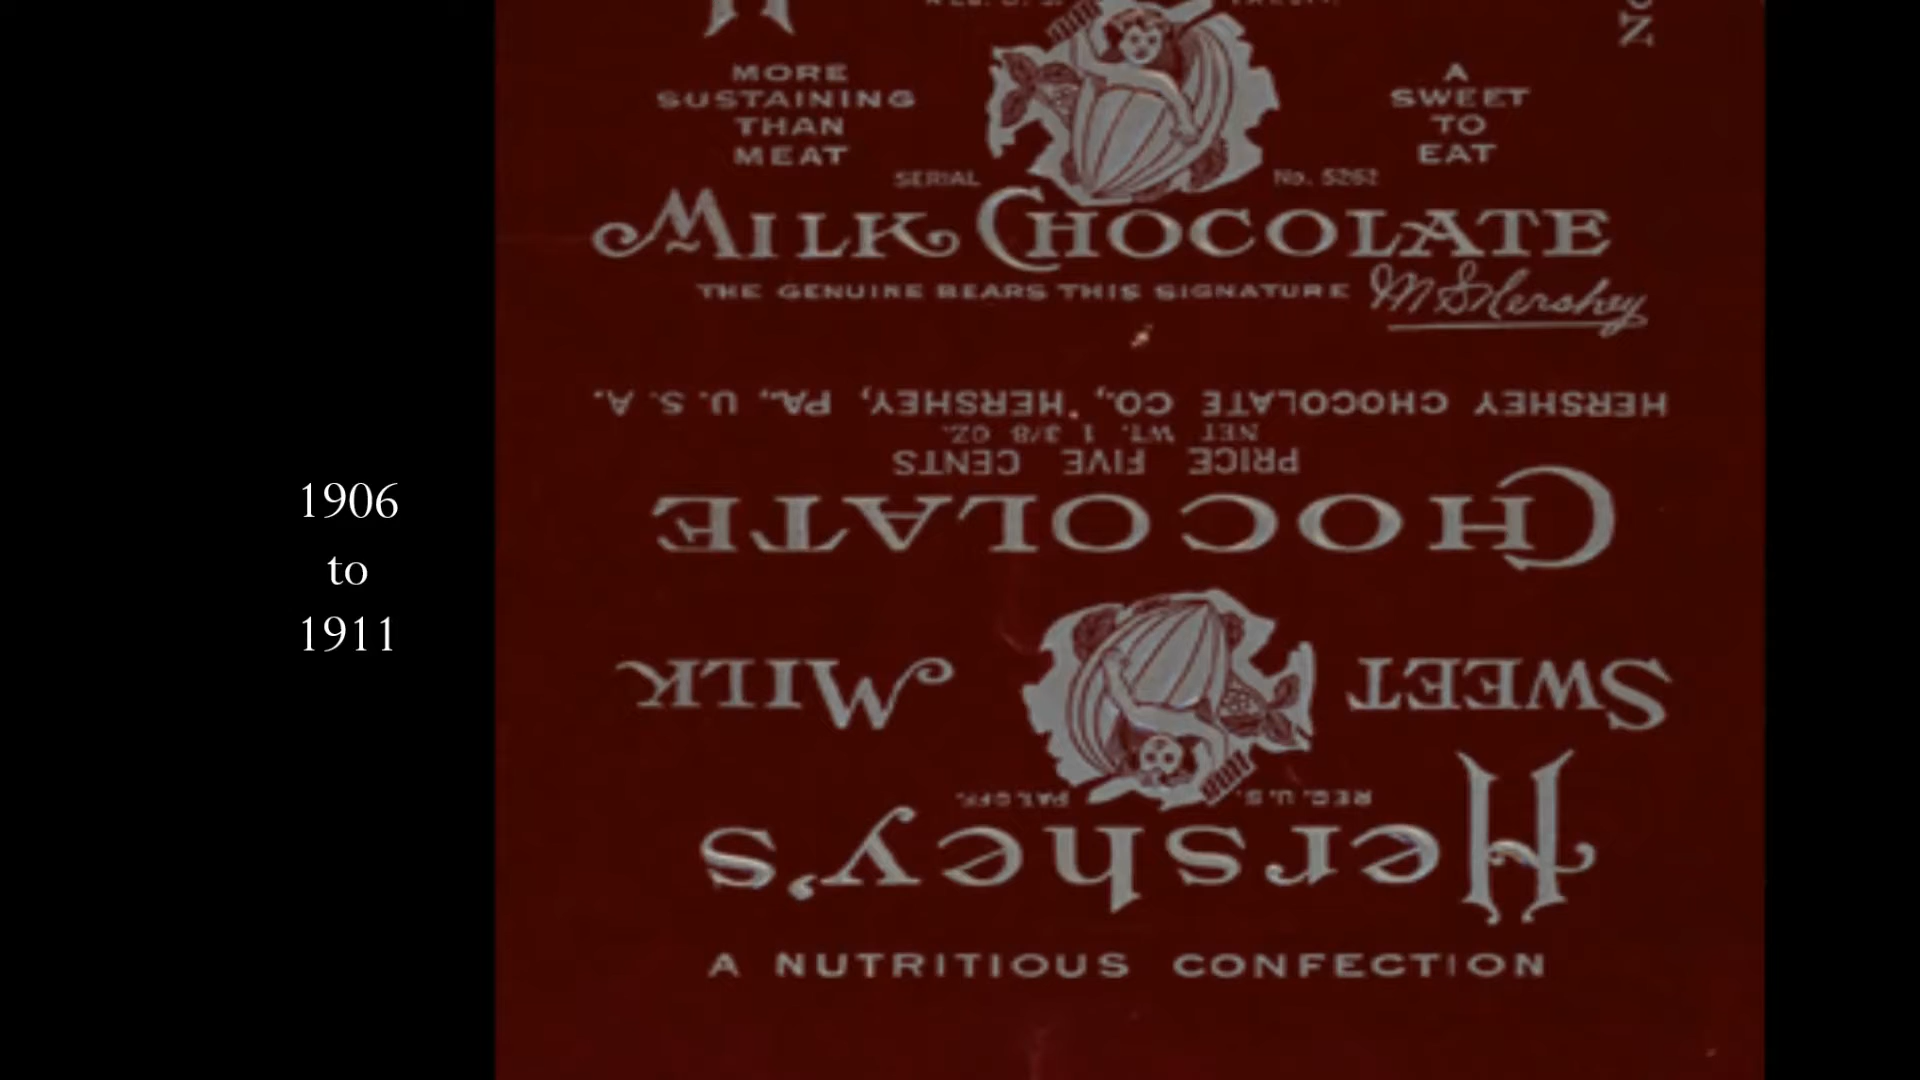 MORE
SUSTAINING
THAN
MEAT
A
SWEET
TO
EAT
SERIAL No. 5262
MILK CHOCOLATE
THE GENUINE BEARS THIS SIGNATURE M S Hershey
HERSHEY CHOCOLATE CO., HERSHEY, PA., U. S. A.
NET WT. 1 3/8 OZ.
PRICE FIVE CENTS
CHOCOLATE
SWEET MILK
REG. U.S. PAT. OFF.
Hershey's
A NUTRITIOUS CONFECTION
1906
to
1911